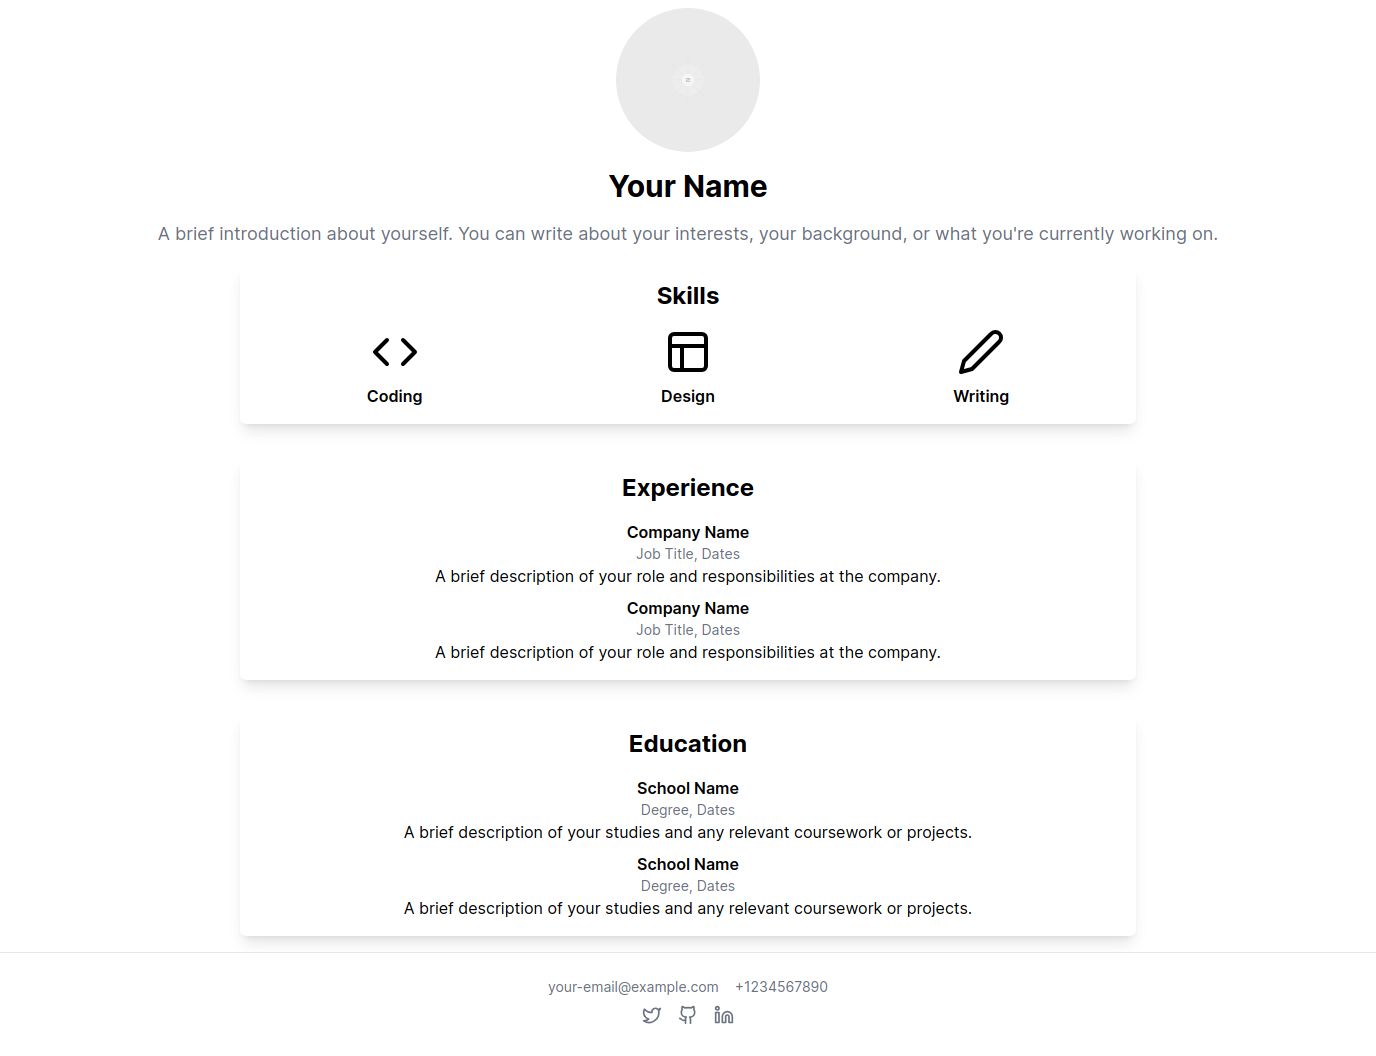 Your Name
A brief introduction about yourself. You can write about your interests, your background, or what you're currently working on.
Skills
Coding
Design
Writing
Experience
Company Name
Job Title, Dates
A brief description of your role and responsibilities at the company.
Company Name
Job Title, Dates
A brief description of your role and responsibilities at the company.
Education
School Name
Degree, Dates
A brief description of your studies and any relevant coursework or projects.
School Name
Degree, Dates
A brief description of your studies and any relevant coursework or projects.
your-email@example.com +1234567890